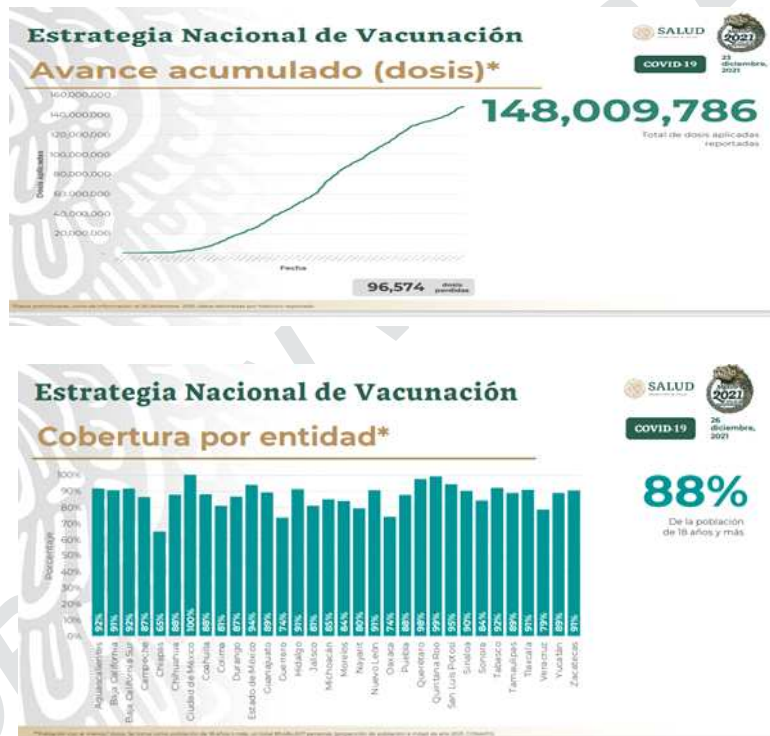 Estrategia Nacional de Vacunación
Avance acumulado (dosis)*
SALUD
2021
COVID-19
23
diciembre,
2021
148,009,786
Total de dosis aplicadas
reportadas
160,000,000
140,000,000
120,000,000
100,000,000
80,000,000
60,000,000
40,000,000
20,000,000
Dosis aplicadas
Fecha
96,574 dosis
perdidas
Estrategia Nacional de Vacunación
Cobertura por entidad*
SALUD
2021
COVID-19
26
diciembre,
2021
88%
De la población
de 18 años y más
Porcentaje
100%
90%
80%
70%
60%
50%
40%
30%
20%
10%
0%
92% 91% 92% 87% 65% 88% 100% 88% 81% 87% 94% 89% 74% 91% 81% 85% 84% 80% 91% 74% 88% 98% 99% 95% 90% 84% 92% 89% 91% 79% 89% 91%
Aguascalientes
Baja California
Baja California Sur
Campeche
Chiapas
Chihuahua
Ciudad de México
Coahuila
Colima
Durango
Estado de México
Guanajuato
Guerrero
Hidalgo
Jalisco
Michoacán
Morelos
Nayarit
Nuevo León
Oaxaca
Puebla
Querétaro
Quintana Roo
San Luis Potosí
Sinaloa
Sonora
Tabasco
Tamaulipas
Tlaxcala
Veracruz
Yucatán
Zacatecas